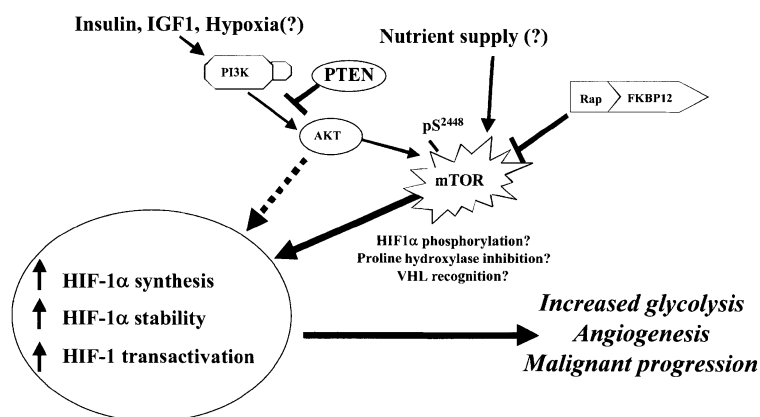 Insulin, IGF1, Hypoxia(?)
Nutrient supply (?)
PI3K
PTEN
Rap
FKBP12
pS2448
AKT
mTOR
HIF1α phosphorylation?
Proline hydroxylase inhibition?
VHL recognition?
HIF-1α synthesis
HIF-1α stability
HIF-1 transactivation
Increased glycolysis
Angiogenesis
Malignant progression